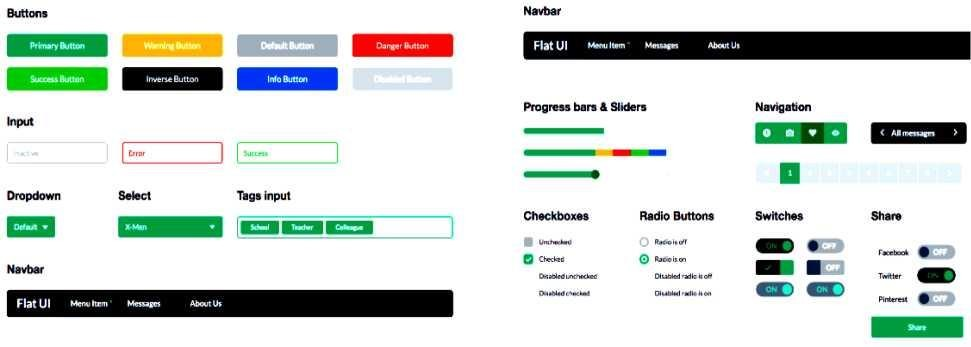 Buttons
Primary Button
Warning Button
Default Button
Danger Button
Success Button
Inverse Button
Info Button
Disabled Button
Input
Inactive
Error
Success
Dropdown
Select
Tags input
Default
X-Men
School
Teacher
Colleague
Navbar
Flat UI
Menu Item
Messages
About Us
Navbar
Flat UI
Menu Item
Messages
About Us
Progress bars & Sliders
Navigation
All messages
1
Checkboxes
Radio Buttons
Switches
Share
Unchecked
Checked
Disabled unchecked
Disabled checked
Radio is off
Radio is on
Disabled radio is off
Disabled radio is on
ON
OFF
OFF
ON
ON
Facebook
OFF
Twitter
ON
Pinterest
OFF
Share